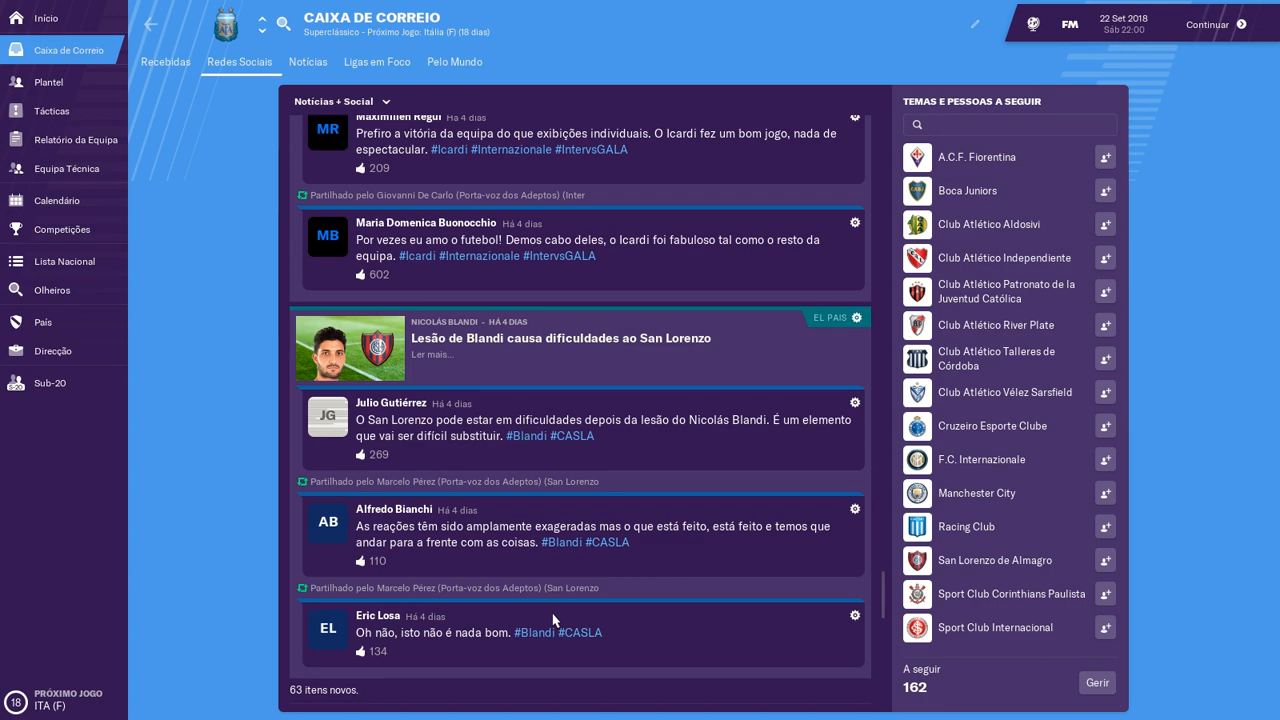 Início
Caixa de Correio
Plantel
Tácticas
Relatório da Equipa
Equipa Técnica
Calendário
Competições
Lista Nacional
Olheiros
País
Direcção
S-20
Sub-20
18
PRÓXIMO JOGO
ITA (F)
AFA
CAIXA DE CORREIO
Superclássico - Próximo Jogo: Itália (F) (18 dias)
FM
22 Set 2018
Sáb 22:00
Continuar
Recebidas
Redes Sociais
Notícias
Ligas em Foco
Pelo Mundo
Notícias + Social
MR
Maximilien Regui Há 4 dias
Prefiro a vitória da equipa do que exibições individuais. O Icardi fez um bom jogo, nada de
espectacular. #Icardi #Internazionale #IntervsGALA
209
Partilhado pelo Giovanni De Carlo (Porta-voz dos Adeptos) (Inter
MB
Maria Domenica Buonocchio Há 4 dias
Por vezes eu amo o futebol! Demos cabo deles, o Icardi foi fabuloso tal como o resto da
equipa. #Icardi #Internazionale #IntervsGALA
602
NICOLÁS BLANDI - HÁ 4 DIAS
EL PAIS
Lesão de Blandi causa dificuldades ao San Lorenzo
Ler mais...
JG
Julio Gutiérrez Há 4 dias
O San Lorenzo pode estar em dificuldades depois da lesão do Nicolás Blandi. É um elemento
que vai ser difícil substituir. #Blandi #CASLA
269
Partilhado pelo Marcelo Pérez (Porta-voz dos Adeptos) (San Lorenzo
AB
Alfredo Bianchi Há 4 dias
As reações têm sido amplamente exageradas mas o que está feito, está feito e temos que
andar para a frente com as coisas. #Blandi #CASLA
110
Partilhado pelo Marcelo Pérez (Porta-voz dos Adeptos) (San Lorenzo
EL
Eric Losa Há 4 dias
Oh não, isto não é nada bom. #Blandi #CASLA
134
63 itens novos.
TEMAS E PESSOAS A SEGUIR
A.C.F. Fiorentina
Boca Juniors
Club Atlético Aldosivi
Club Atlético Independiente
Club Atlético Patronato de la
Juventud Católica
Club Atlético River Plate
Club Atlético Talleres de
Córdoba
Club Atlético Vélez Sarsfield
Cruzeiro Esporte Clube
F.C. Internazionale
Manchester City
Racing Club
San Lorenzo de Almagro
Sport Club Corinthians Paulista
Sport Club Internacional
A seguir
162
Gerir